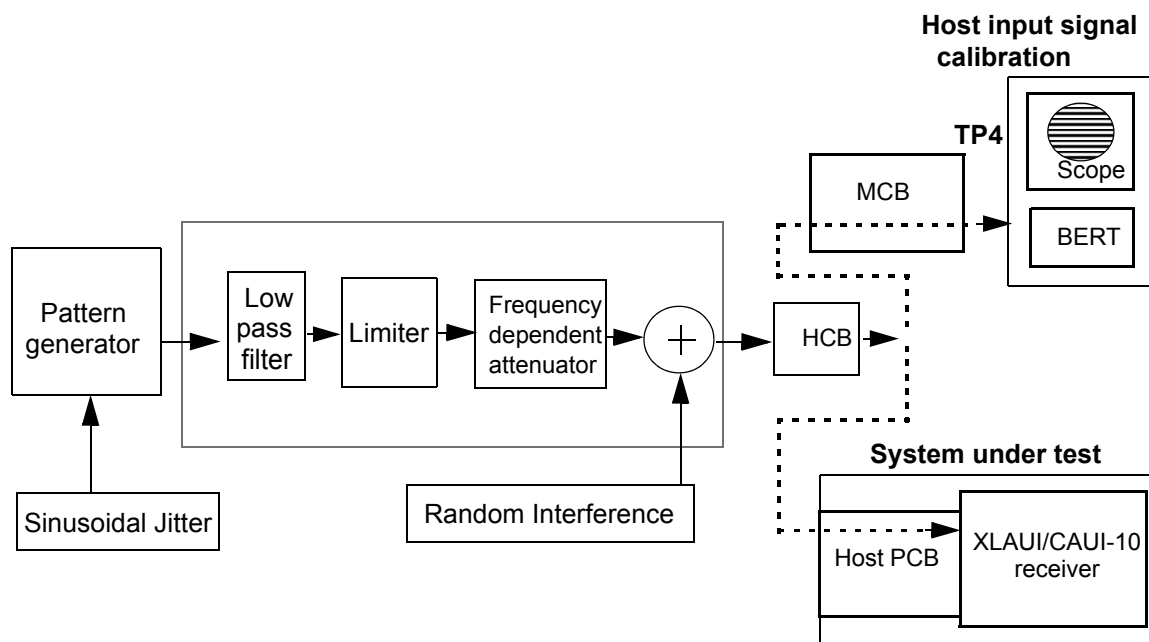 Host input signal
calibration
TP4
Scope
MCB
BERT
Pattern
generator
Low
pass
filter
Limiter
Frequency
dependent
attenuator
+
HCB
Sinusoidal Jitter
Random Interference
System under test
Host PCB
XLAUI/CAUI-10
receiver